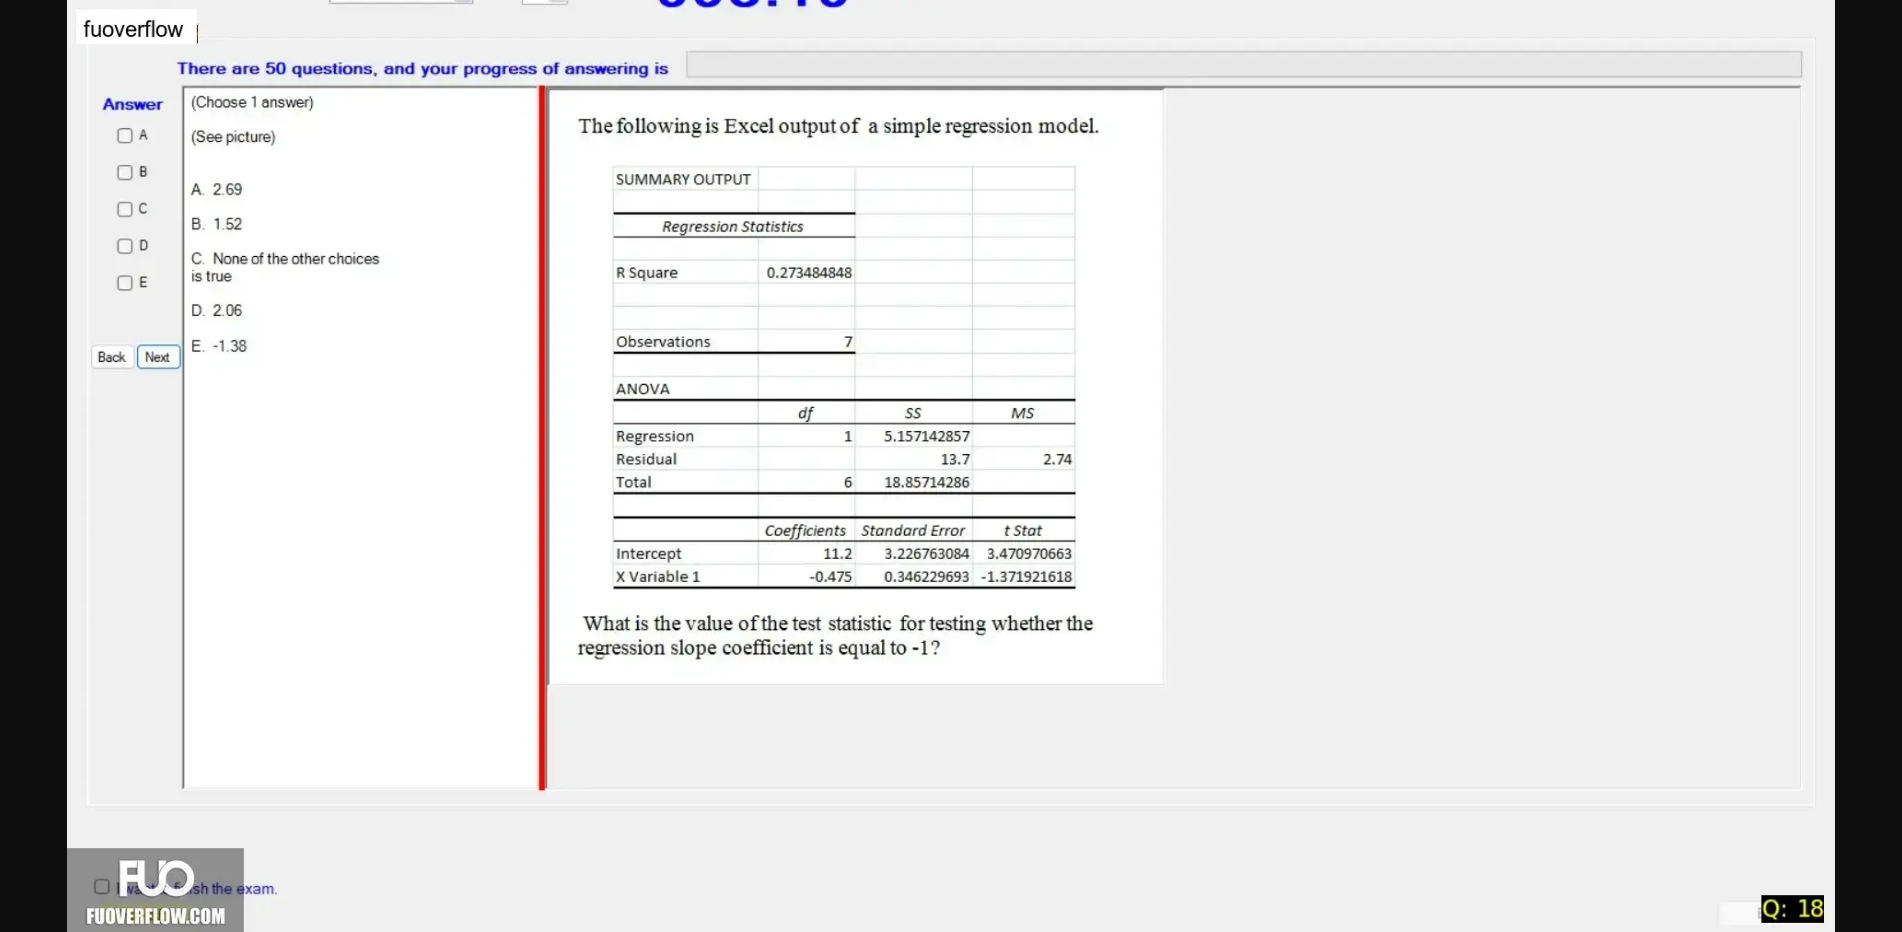 fuoverflow
There are 50 questions, and your progress of answering is
Answer
A
B
C
D
E
Back Next
(Choose 1 answer)
(See picture)
A. 2.69
B. 1.52
C. None of the other choices
is true
D. 2.06
E. -1.38
The following is Excel output of a simple regression model.
SUMMARY OUTPUT
Regression Statistics
R Square 0.273484848
Observations 7
ANOVA
df SS MS
Regression 1 5.157142857
Residual 13.7 2.74
Total 6 18.85714286
Coefficients Standard Error t Stat
Intercept 11.2 3.226763084 3.470970663
X Variable 1 -0.475 0.346229693 -1.371921618
What is the value of the test statistic for testing whether the
regression slope coefficient is equal to -1?
FUO
the exam.
FUOVERFLOW.COM
Q: 18